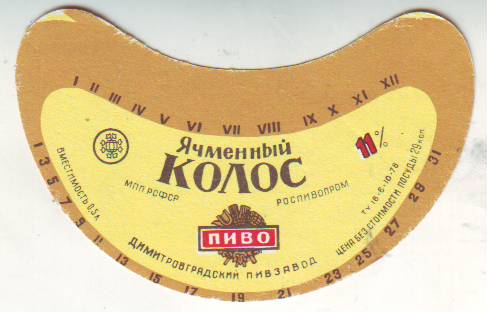 I II III IV V VI VII VIII IX X XI XII
Ячменный
КОЛОС
11%
МПП РСФСР
РОСПИВОПРОМ
ВМЕСТИМОСТЬ 0,5л.
ТУ 18-6-10-78
ЦЕНА БЕЗ СТОИМОСТИ ПОСУДЫ 29 коп.
ПИВО
ДИМИТРОВГРАДСКИЙ ПИВЗАВОД
1 3 5 7 9 11 13 15 17 19 21 23 25 27 29 31